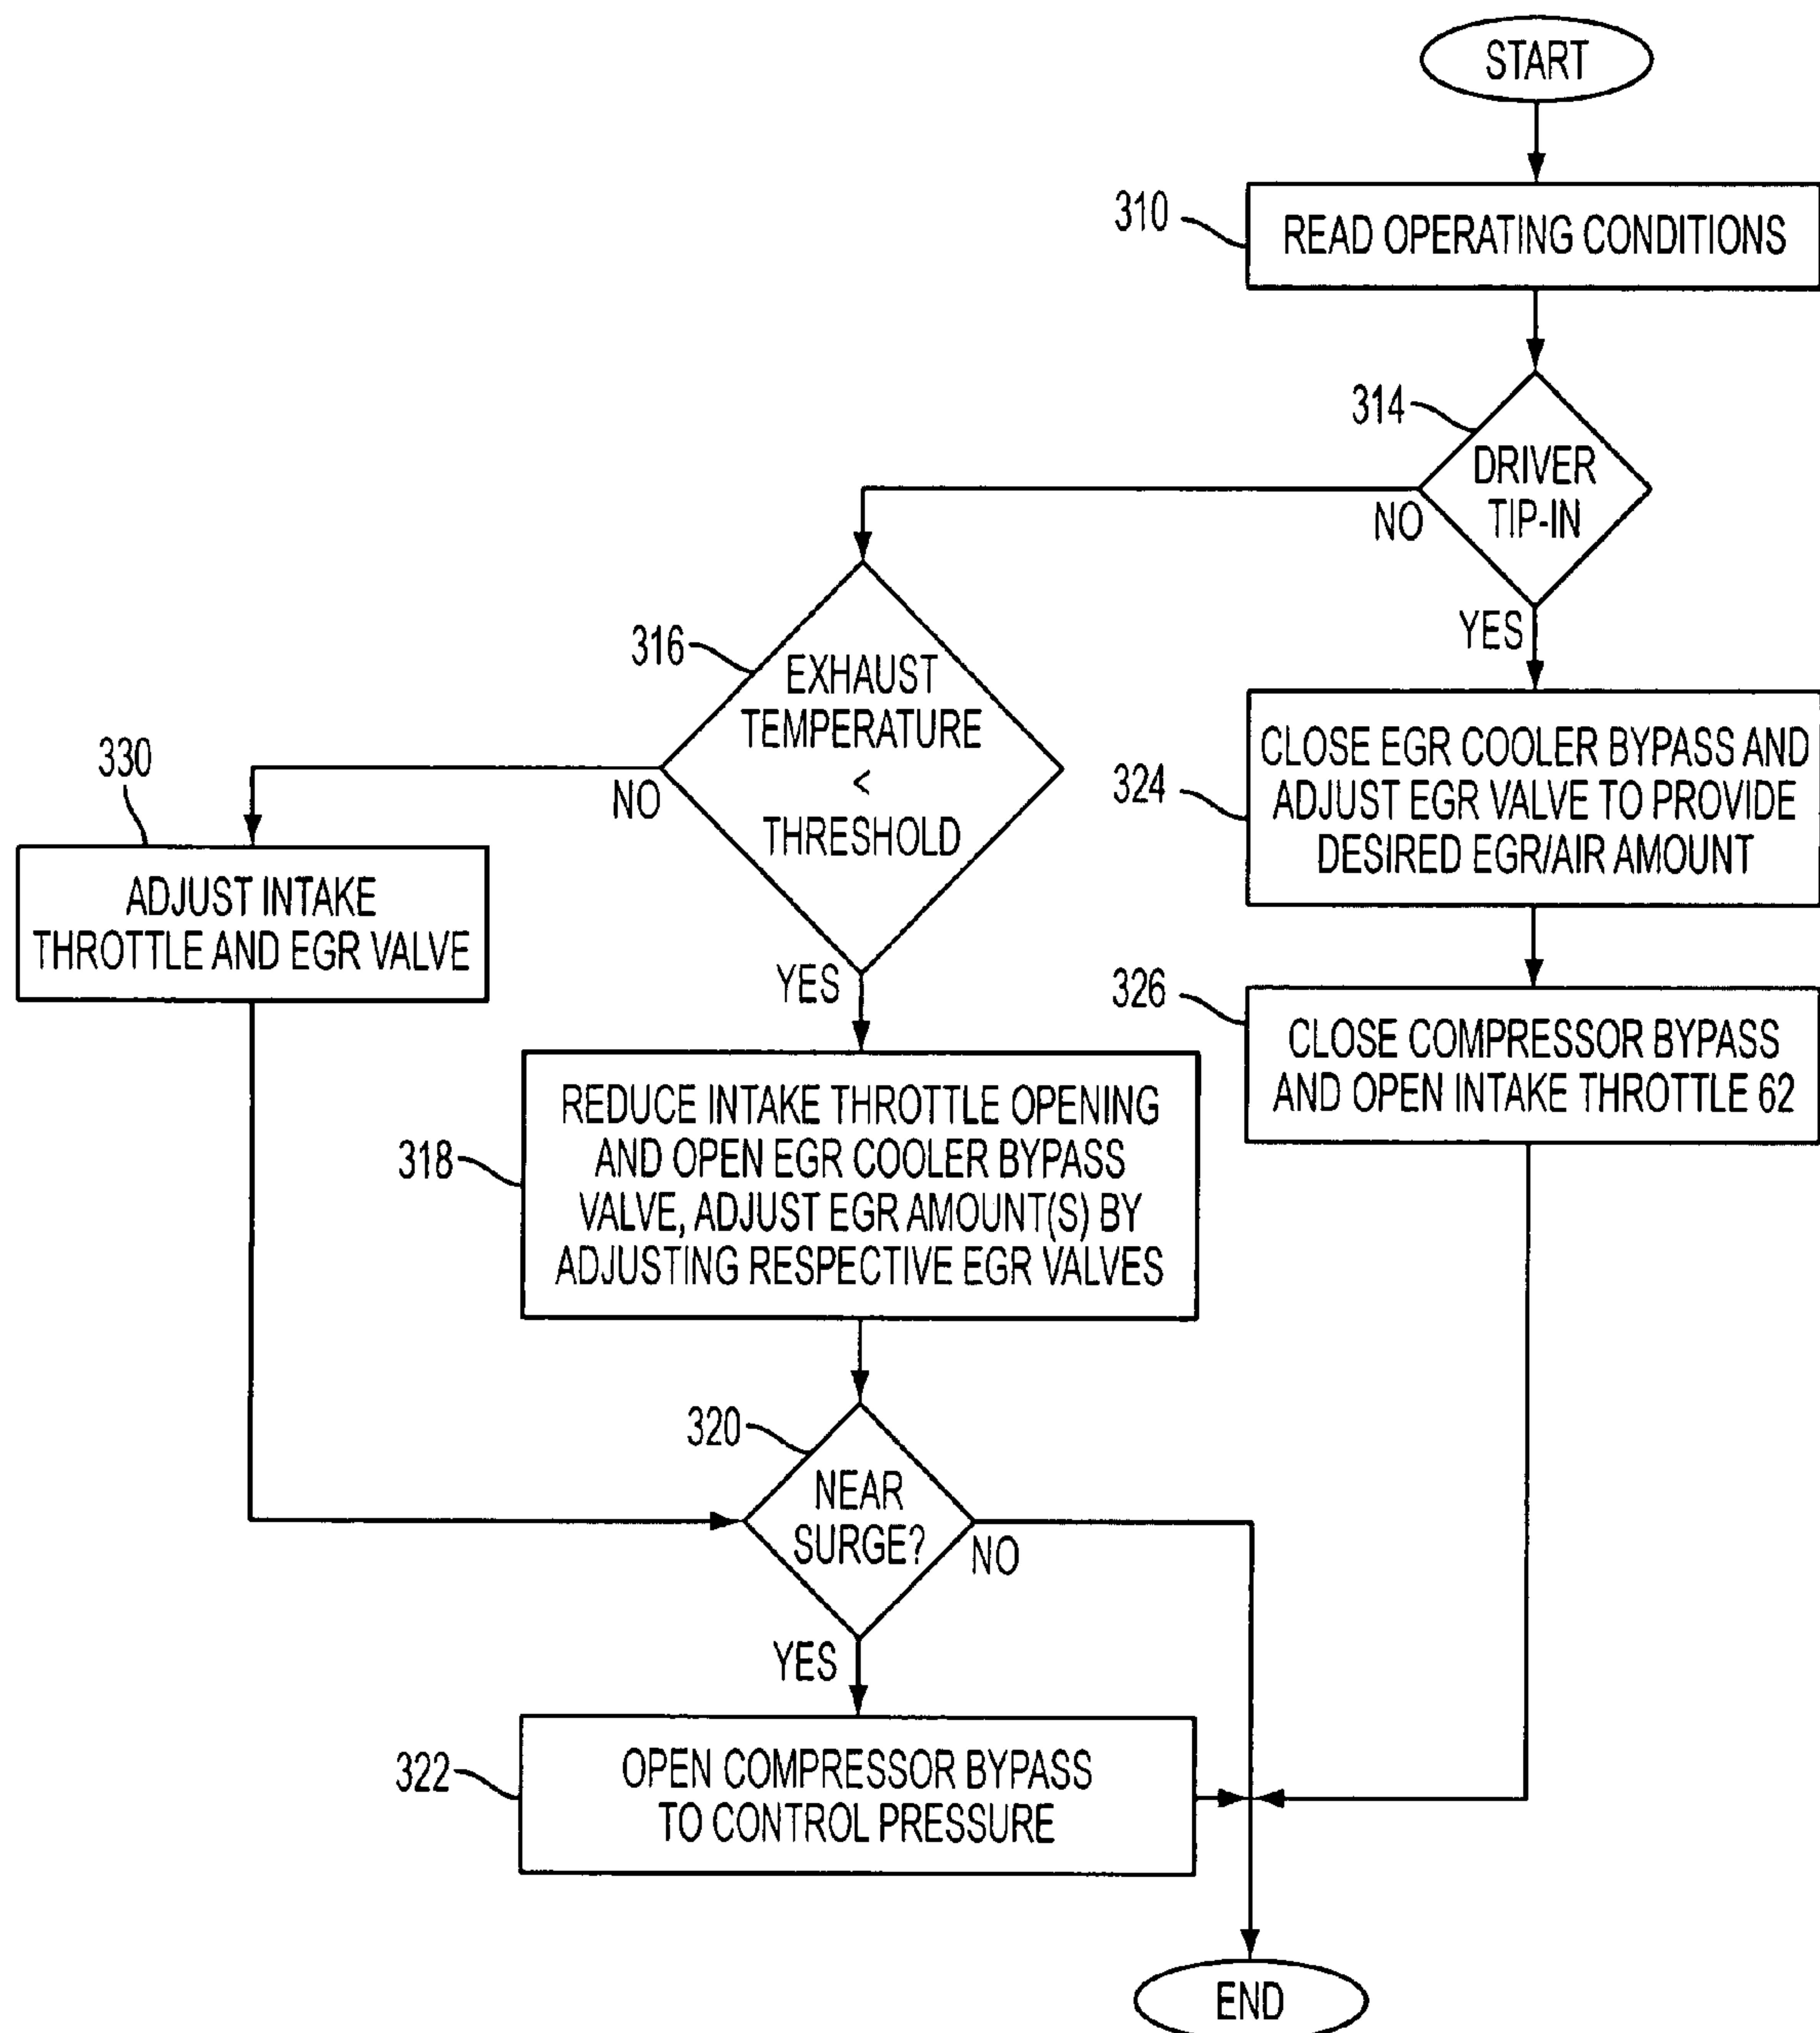 START
310
READ OPERATING CONDITIONS
314
DRIVER
TIP-IN
NO
YES
316
EXHAUST
TEMPERATURE
<
THRESHOLD
NO
YES
330
ADJUST INTAKE
THROTTLE AND EGR VALVE
324
CLOSE EGR COOLER BYPASS AND
ADJUST EGR VALVE TO PROVIDE
DESIRED EGR/AIR AMOUNT
326
CLOSE COMPRESSOR BYPASS
AND OPEN INTAKE THROTTLE 62
318
REDUCE INTAKE THROTTLE OPENING
AND OPEN EGR COOLER BYPASS
VALVE, ADJUST EGR AMOUNT(S) BY
ADJUSTING RESPECTIVE EGR VALVES
320
NEAR
SURGE?
NO
YES
322
OPEN COMPRESSOR BYPASS
TO CONTROL PRESSURE
END